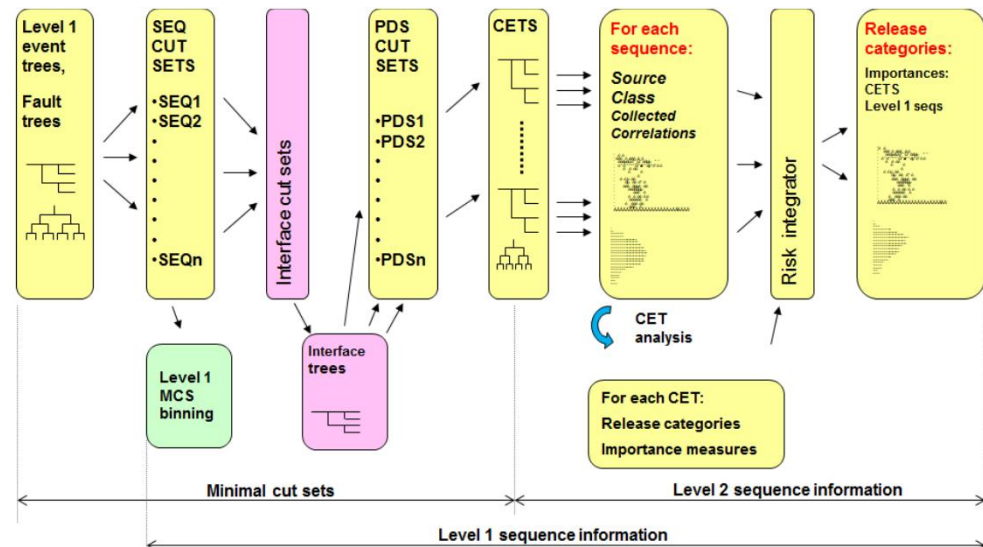 Level 1
event
trees,
Fault
trees
SEQ
CUT
SETS
•SEQ1
•SEQ2
•
•
•
•
•
•
•SEQn
Interface cut sets
PDS
CUT
SETS
•PDS1
•PDS2
•
•
•
•
•
•
•PDSn
CETS
For each
sequence:
Source
Class
Collected
Correlations
Risk integrator
Release
categories:
Importances:
CETS
Level 1 seqs
Level 1
MCS
binning
Interface
trees
CET
analysis
For each CET:
Release categories
Importance measures
Minimal cut sets
Level 2 sequence information
Level 1 sequence information